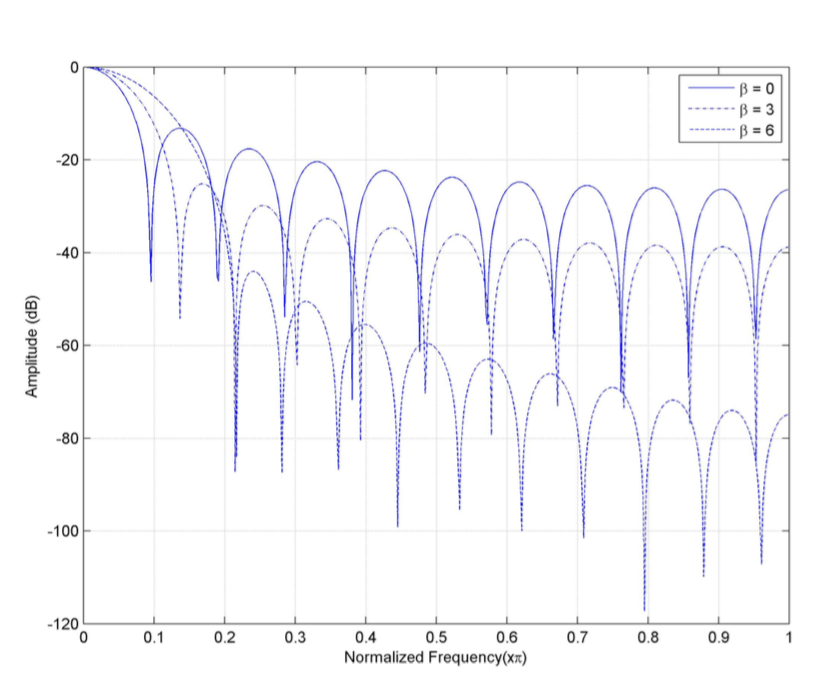 0
-20
-40
-60
-80
-100
-120
Amplitude (dB)
β = 0
β = 3
β = 6
0 0.1 0.2 0.3 0.4 0.5 0.6 0.7 0.8 0.9 1
Normalized Frequency(xπ)